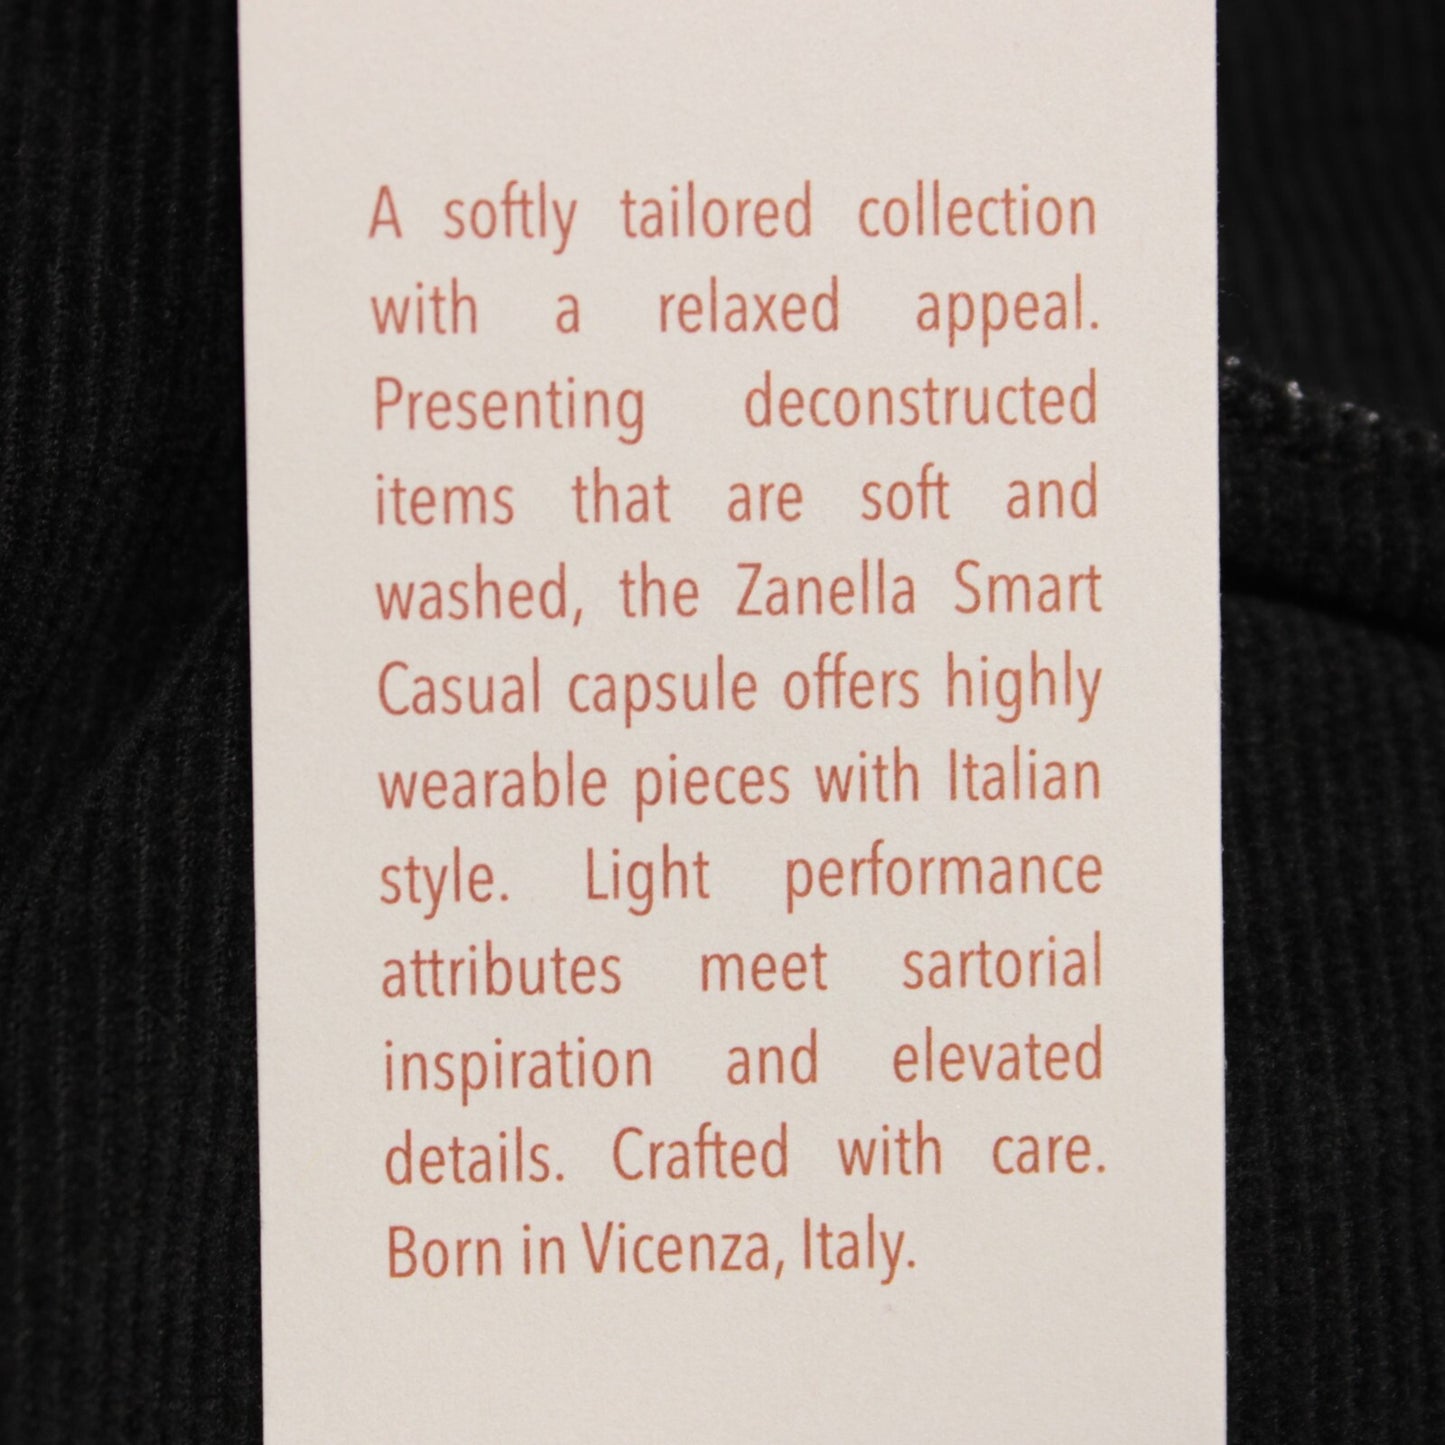 A softly tailored collection
with a relaxed appeal.
Presenting deconstructed
items that are soft and
washed, the Zanella Smart
Casual capsule offers highly
wearable pieces with Italian
style. Light performance
attributes meet sartorial
inspiration and elevated
details. Crafted with care.
Born in Vicenza, Italy.